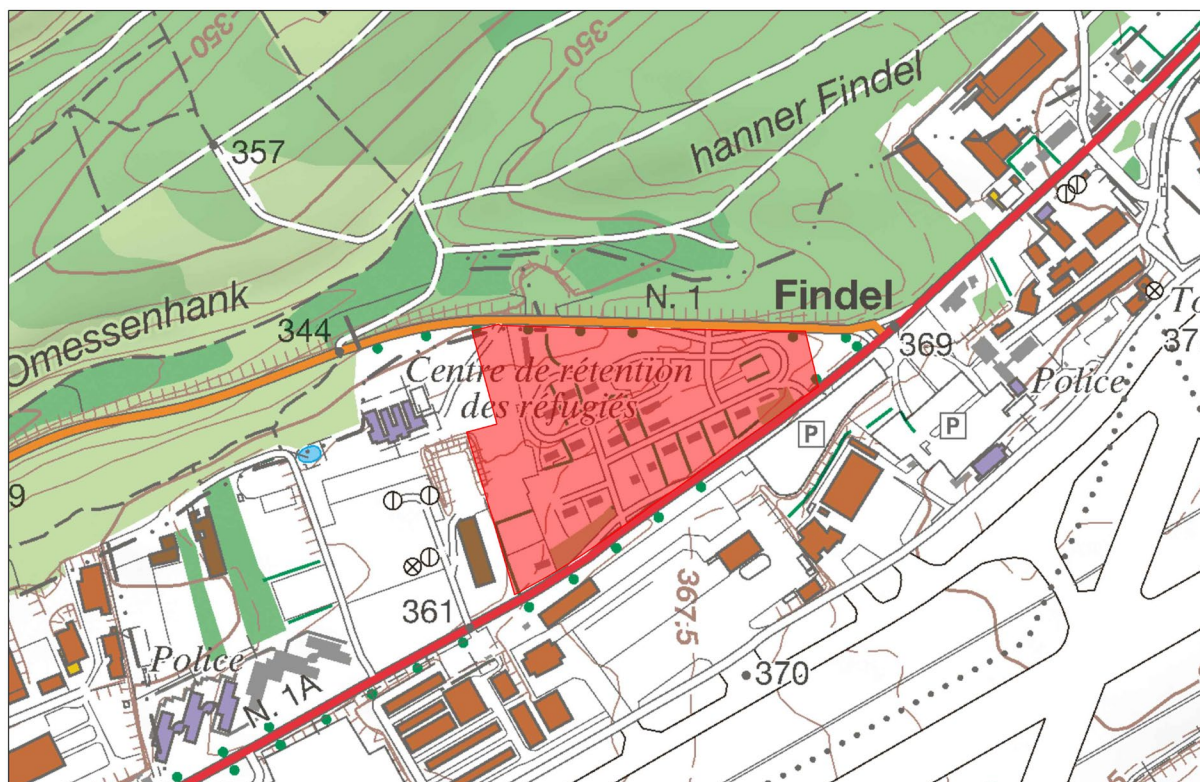 350
350
357
hanner Findel
Omessenhank
N. 1
Findel
344
369
37
Centre de rétention
des réfugiés
Police
P
P
9
361
367.5
Police
N. 1A
370